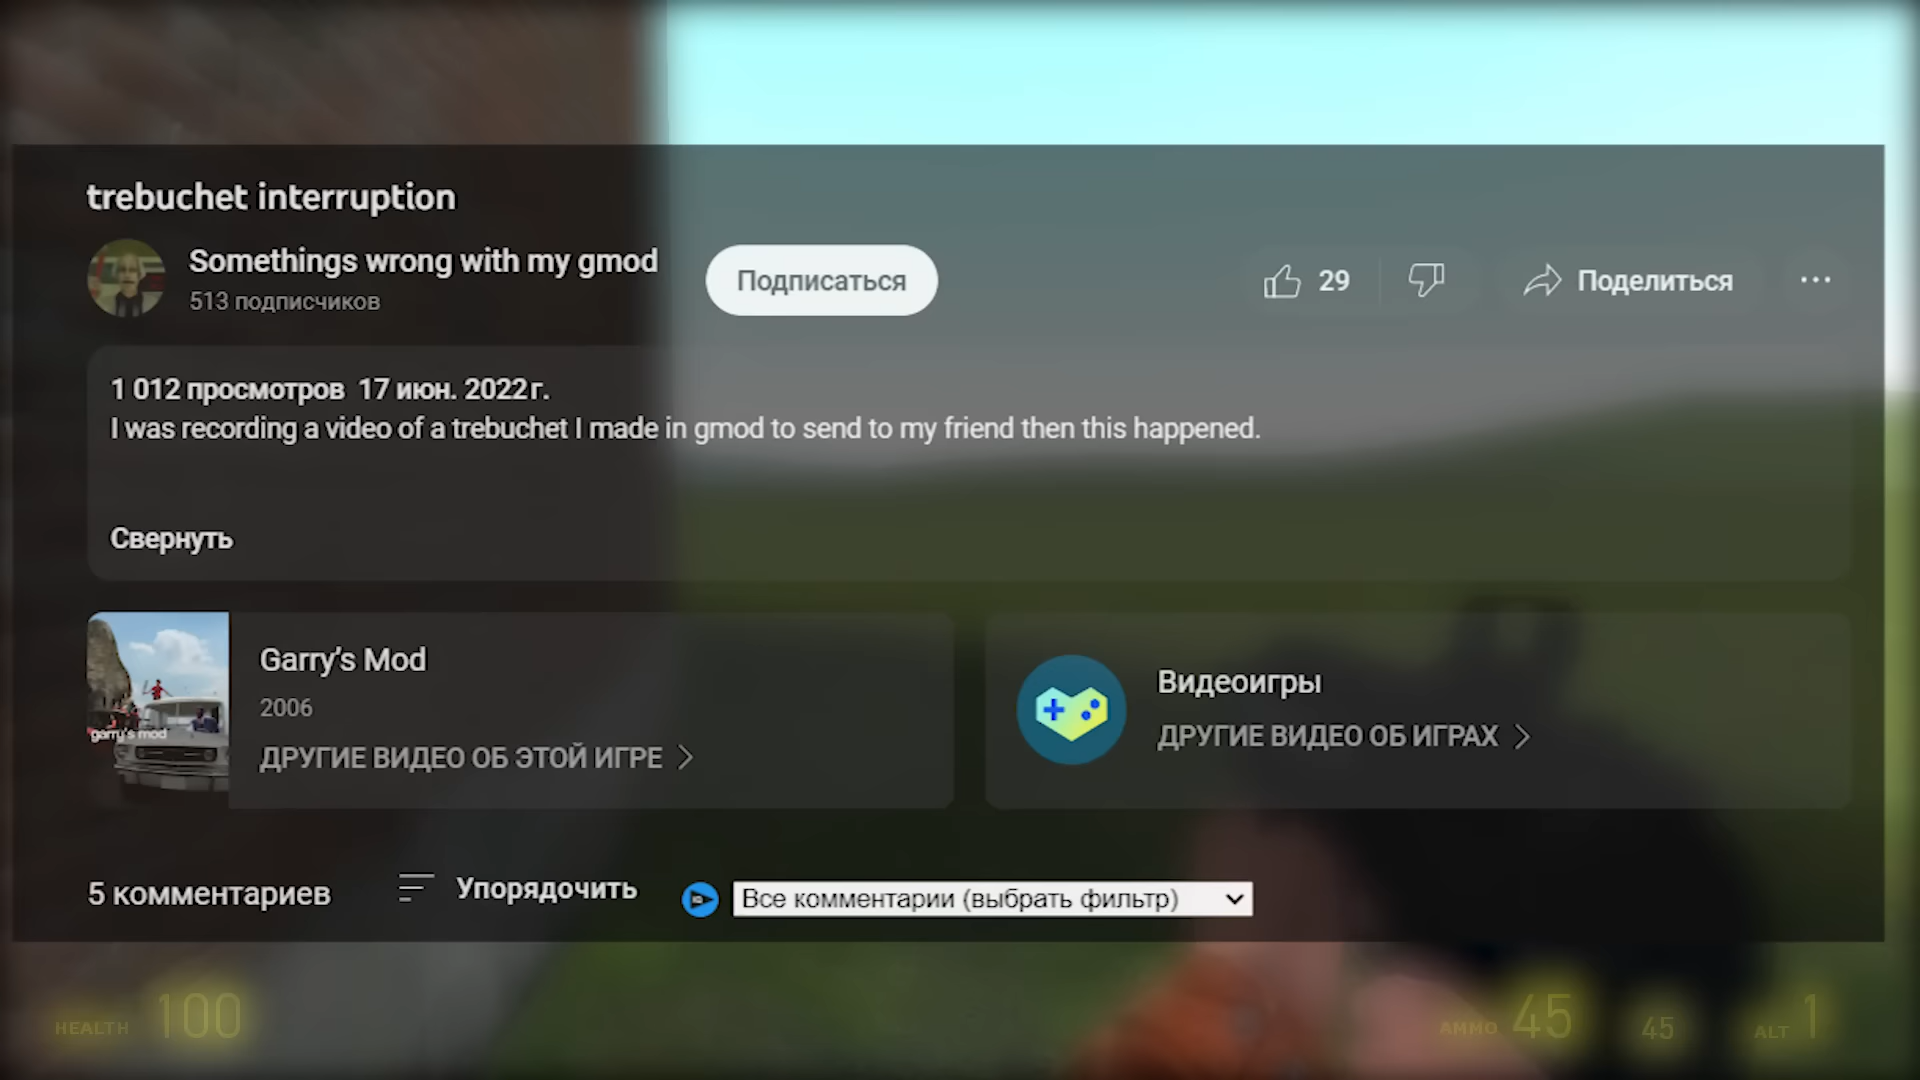 trebuchet interruption
Somethings wrong with my gmod
513 подписчиков
Подписаться
29
Поделиться
1 012 просмотров 17 июн. 2022 г.
I was recording a video of a trebuchet I made in gmod to send to my friend then this happened.
Свернуть
garry's mod
Garry's Mod
2006
ДРУГИЕ ВИДЕО ОБ ЭТОЙ ИГРЕ
Видеоигры
ДРУГИЕ ВИДЕО ОБ ИГРАХ
5 комментариев
Упорядочить
Все комментарии (выбрать фильтр)
HEALTH 100
AMMO 45 45
ALT 1